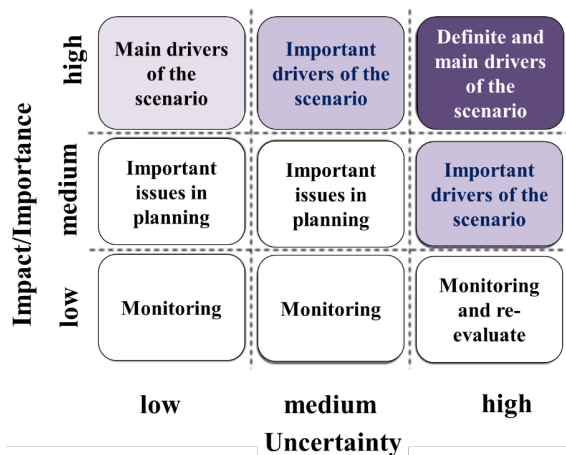 Impact/Importance
high
Main drivers
of the
scenario
Important
drivers of the
scenario
Definite and
main drivers
of the
scenario
medium
Important
issues in
planning
Important
issues in
planning
Important
drivers of the
scenario
low
Monitoring
Monitoring
Monitoring
and re-
evaluate
low
medium
high
Uncertainty